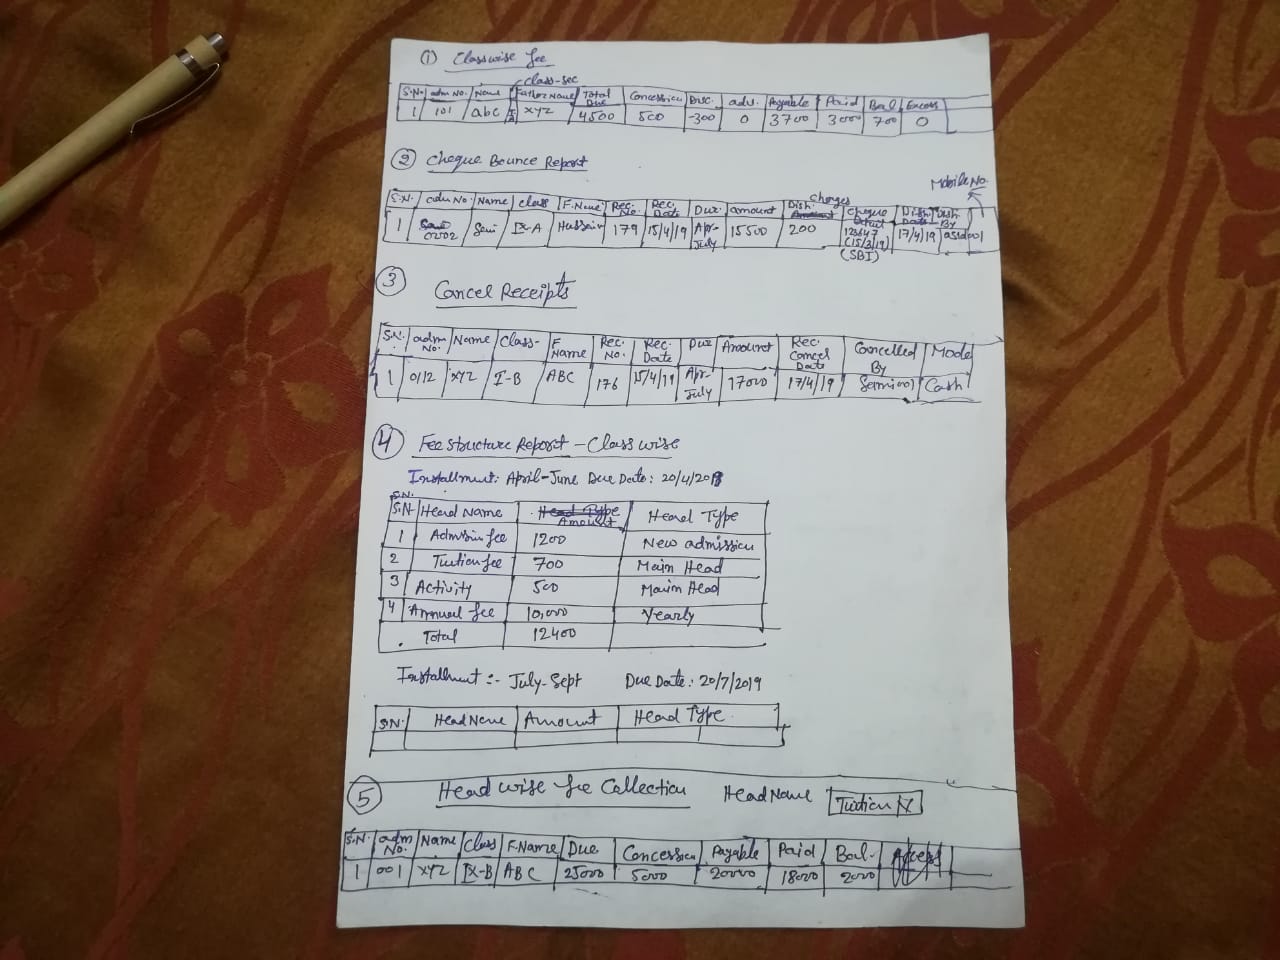 ① Classwise fee
Class-sec
S.No. adm No. Name Father Name Total Due Concession Disc. adv. Payable Paid Bal Excess
1 101 abc XYZ 4500 500 -300 0 3700 3000 700 0
② Cheque Bounce Report
Mobile No.
Charges
S.N. adm No. Name Class F.Name Rec. No. Rec. Date Due amount Dish. Cheque Detail Dish Date Dish. By
1 0202 IX-A Hussain 179 15/4/19 Apr-July 15500 200 123647 (15/3/19) (SBI) 17/4/19
③ Cancel Receipts
S.N. adm No. Name Class- F Name Rec. No. Rec. Date Due Amount Rec. Cancel Date Cancelled By Mode
1 0112 XYZ I-B ABC 176 15/4/19 Apr-July 17000 17/4/19 Cash
④ Fee structure Report - Class wise
Installment: April-June Due Date: 20/4/2019
S.N.
S.N Head Name Amount Head Type
1 Admissin fee 1200 New admission
2 Tuition fee 700 Main Head
3 Activity 500 Main Head
4 Annual fee 10,000 Yearly
Total 12400
Installment :- July-Sept Due Date: 20/7/2019
S.N. Head Name Amount Head Type
⑤ Head wise fee Collection Head Name Tuition
S.N. adm No. Name Class F.Name Due Concession Payable Paid Bal-
1 001 XYZ IX-B ABC 25000 5000 20000 18000 2000